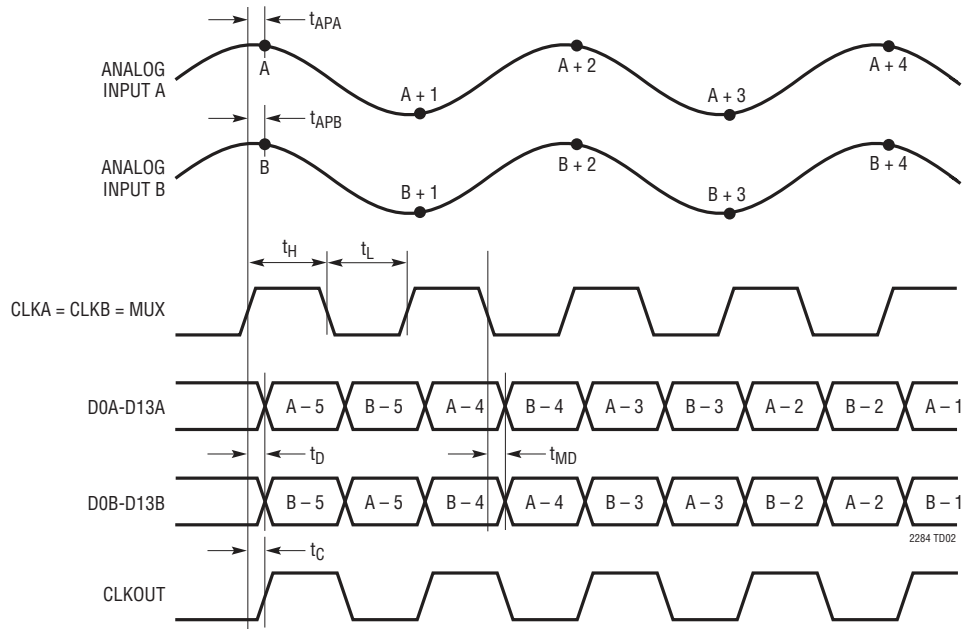 tAPA
ANALOG
INPUT A
A
A + 1
A + 2
A + 3
A + 4
tAPB
ANALOG
INPUT B
B
B + 1
B + 2
B + 3
B + 4
tH
tL
CLKA = CLKB = MUX
D0A-D13A
A – 5
B – 5
A – 4
B – 4
A – 3
B – 3
A – 2
B – 2
A – 1
tD
tMD
D0B-D13B
B – 5
A – 5
B – 4
A – 4
B – 3
A – 3
B – 2
A – 2
B – 1
2284 TD02
tC
CLKOUT